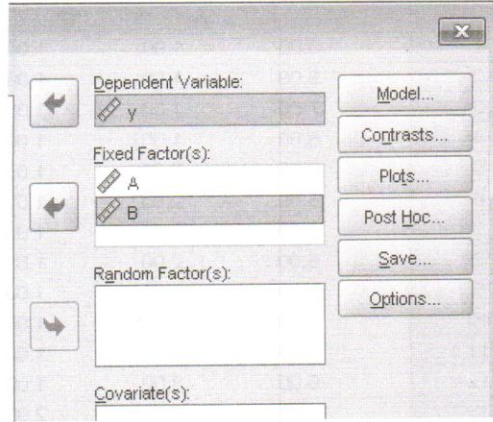 Dependent Variable:
y
Fixed Factor(s):
A
B
Random Factor(s):
Covariate(s):
Model...
Contrasts...
Plots...
Post Hoc...
Save...
Options...